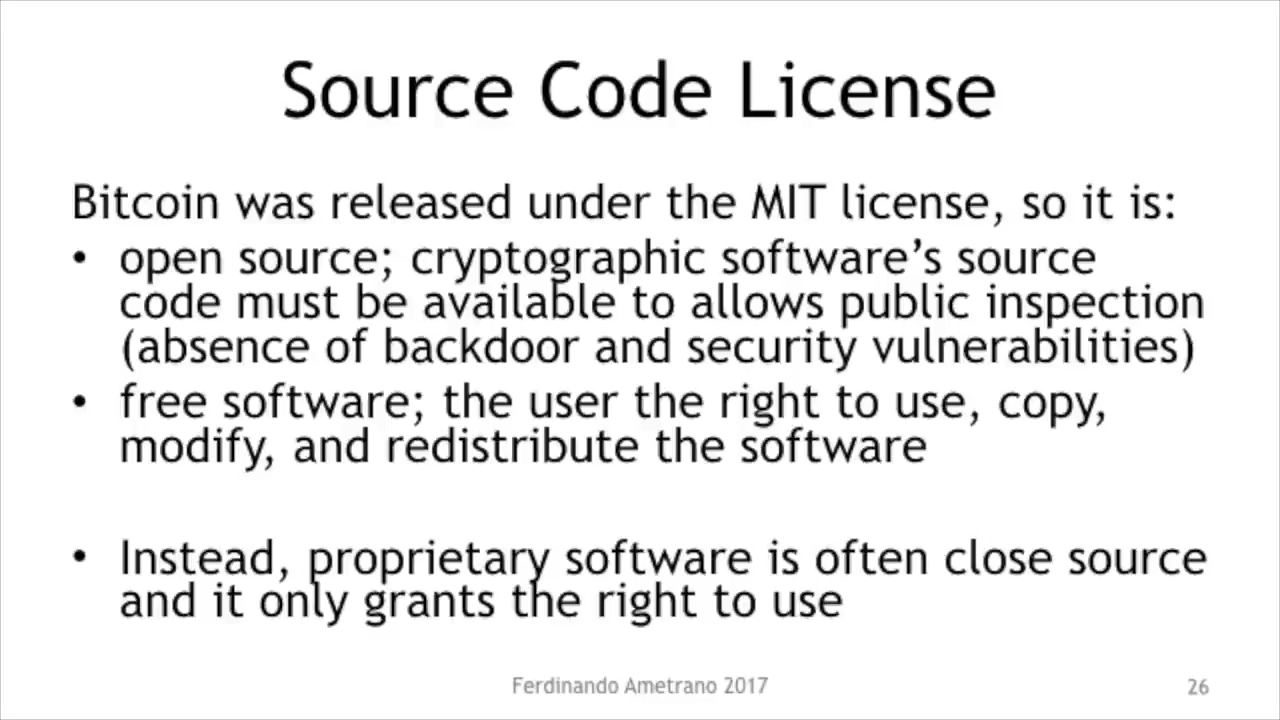 Source Code License
Bitcoin was released under the MIT license, so it is:
• open source; cryptographic software’s source
code must be available to allows public inspection
(absence of backdoor and security vulnerabilities)
• free software; the user the right to use, copy,
modify, and redistribute the software
• Instead, proprietary software is often close source
and it only grants the right to use
Ferdinando Ametrano 2017
26